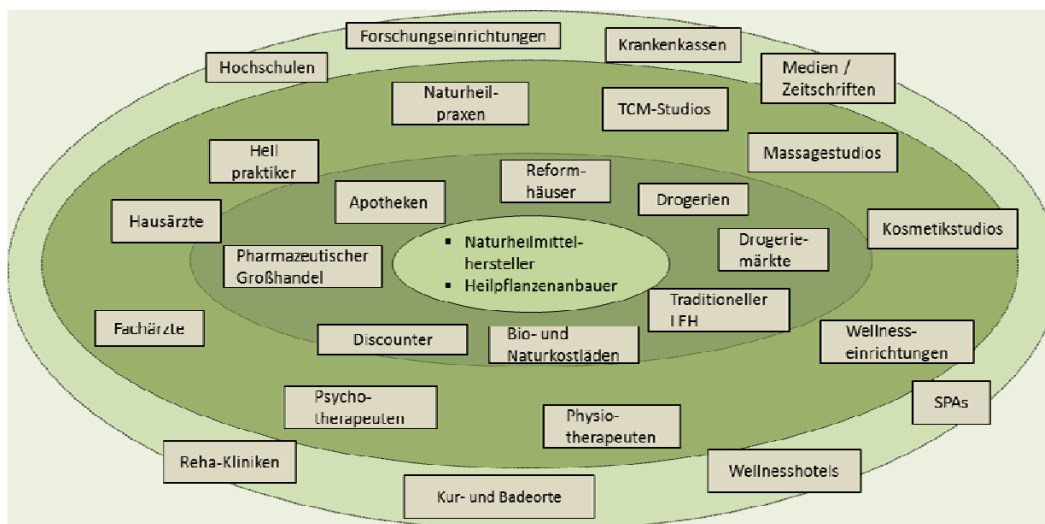 Forschungseinrichtungen
Krankenkassen
Hochschulen
Medien /
Zeitschriften
Naturheil-
praxen
TCM-Studios
Heil
praktiker
Massagestudios
Reform-
häuser
Apotheken
Drogerien
Hausärzte
Kosmetikstudios
Pharmazeutischer
Großhandel
▪ Naturheilmittel-
hersteller
▪ Heilpflanzenanbauer
Drogerie-
märkte
Traditioneller
LFH
Fachärzte
Discounter
Bio- und
Naturkostläden
Wellness-
einrichtungen
Psycho-
therapeuten
Physio-
therapeuten
SPAs
Reha-Kliniken
Wellnesshotels
Kur- und Badeorte